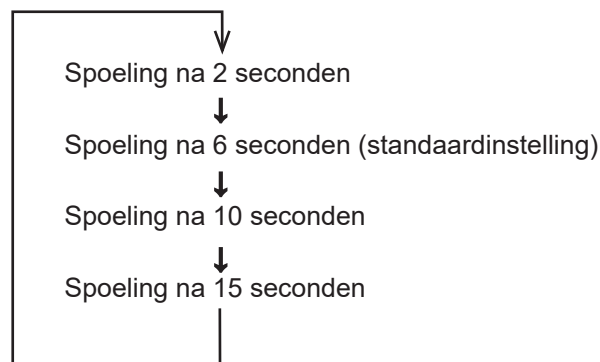 Spoeling na 2 seconden
Spoeling na 6 seconden (standaardinstelling)
Spoeling na 10 seconden
Spoeling na 15 seconden